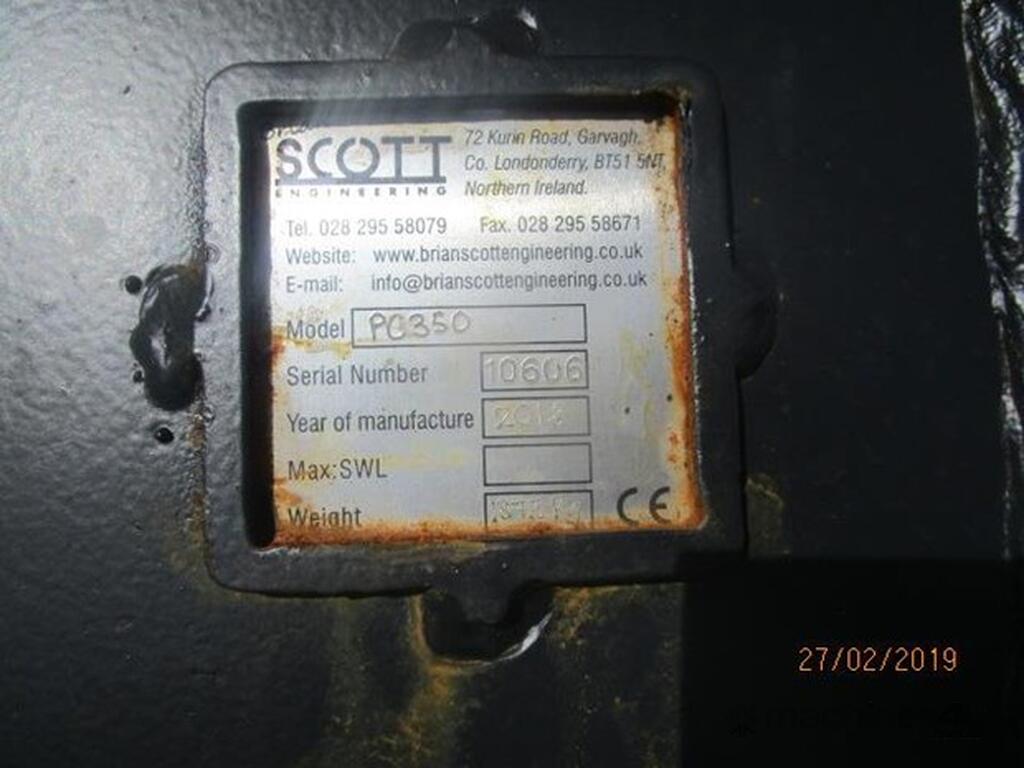 SCOTT
ENGINEERING
72 Kurin Road, Garvagh,
Co. Londonderry, BT51 5NT
Northern Ireland.
Tel. 028 295 58079 Fax. 028 295 58671
Website: www.brianscottengineering.co.uk
E-mail: info@brianscottengineering.co.uk
Model PC350
Serial Number 10606
Year of manufacture
Max:SWL
Weight
CE
27/02/2019